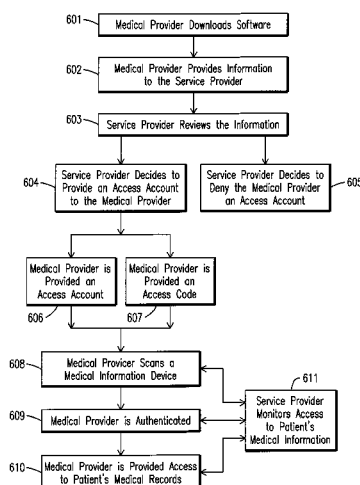 601
Medical Provider Downloads Software
602
Medical Provider Provides Information
to the Service Provider
603
Service Provider Reviews the Information
604
Service Provider Decides to
Provide an Access Account
to the Medical Provider
Service Provider Decides to
Deny the Medical Provider
an Access Account
605
Medical Provider is
Provided an
Access Account
606
Medical Provider is
Provided an
Access Code
607
608
Medical Provicer Scans a
Medical Information Device
609
Medical Provider is Authenticated
610
Medical Provider is Provided Access
to Patient's Medical Records
611
Service Provider
Monitors Access
to Patient's
Medical Information